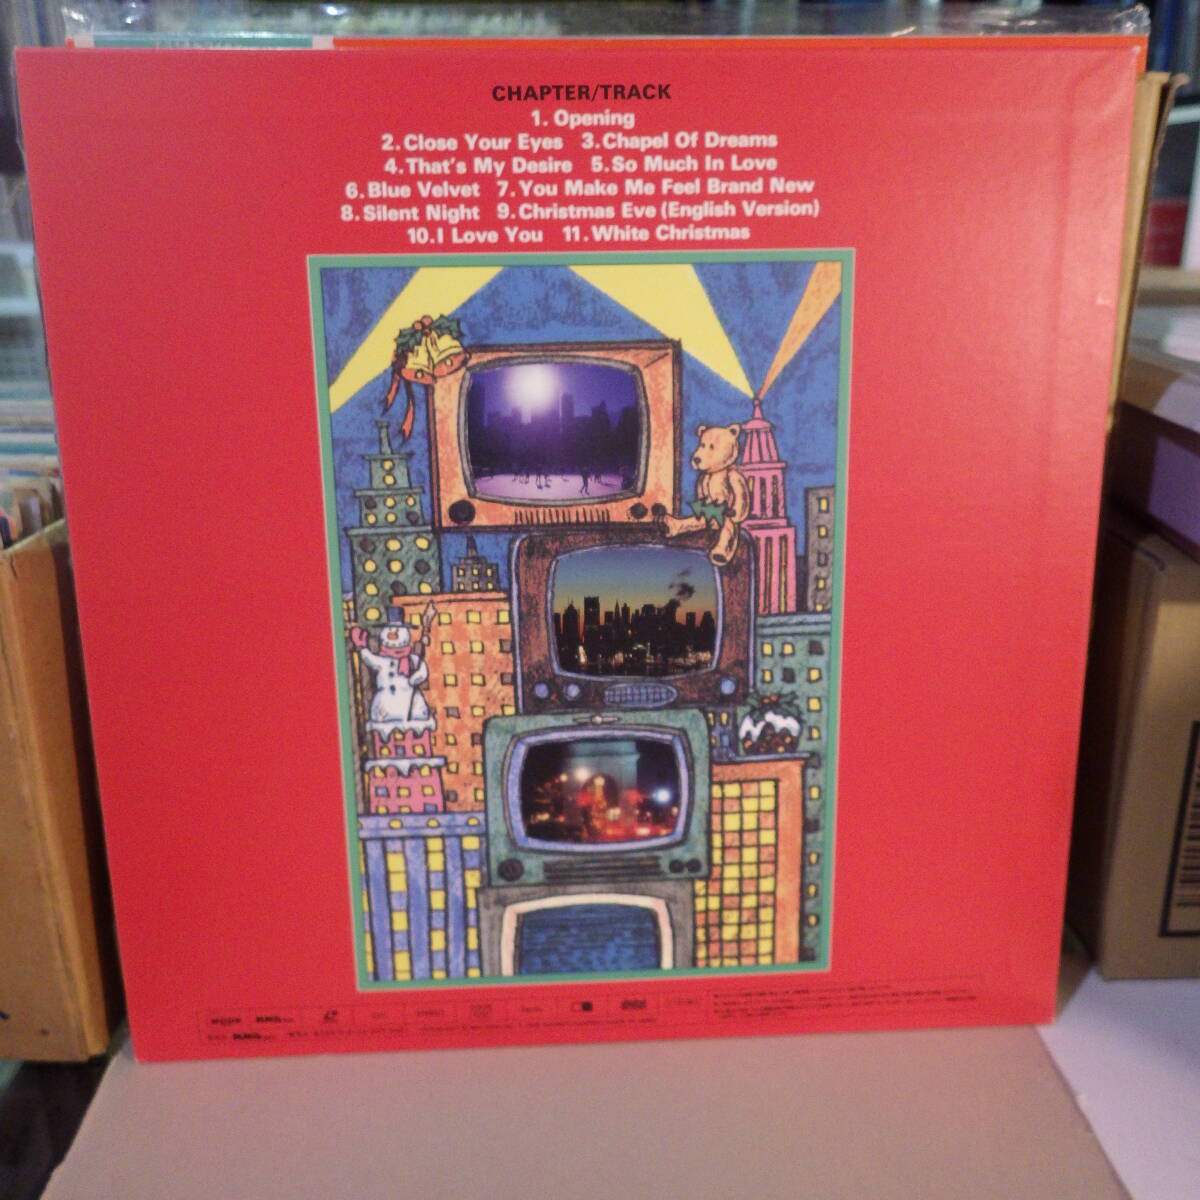 CHAPTER/TRACK
1. Opening
2. Close Your Eyes 3. Chapel Of Dreams
4. That's My Desire 5. So Much In Love
6. Blue Velvet 7. You Make Me Feel Brand New
8. Silent Night 9. Christmas Eve (English Version)
10. I Love You 11. White Christmas